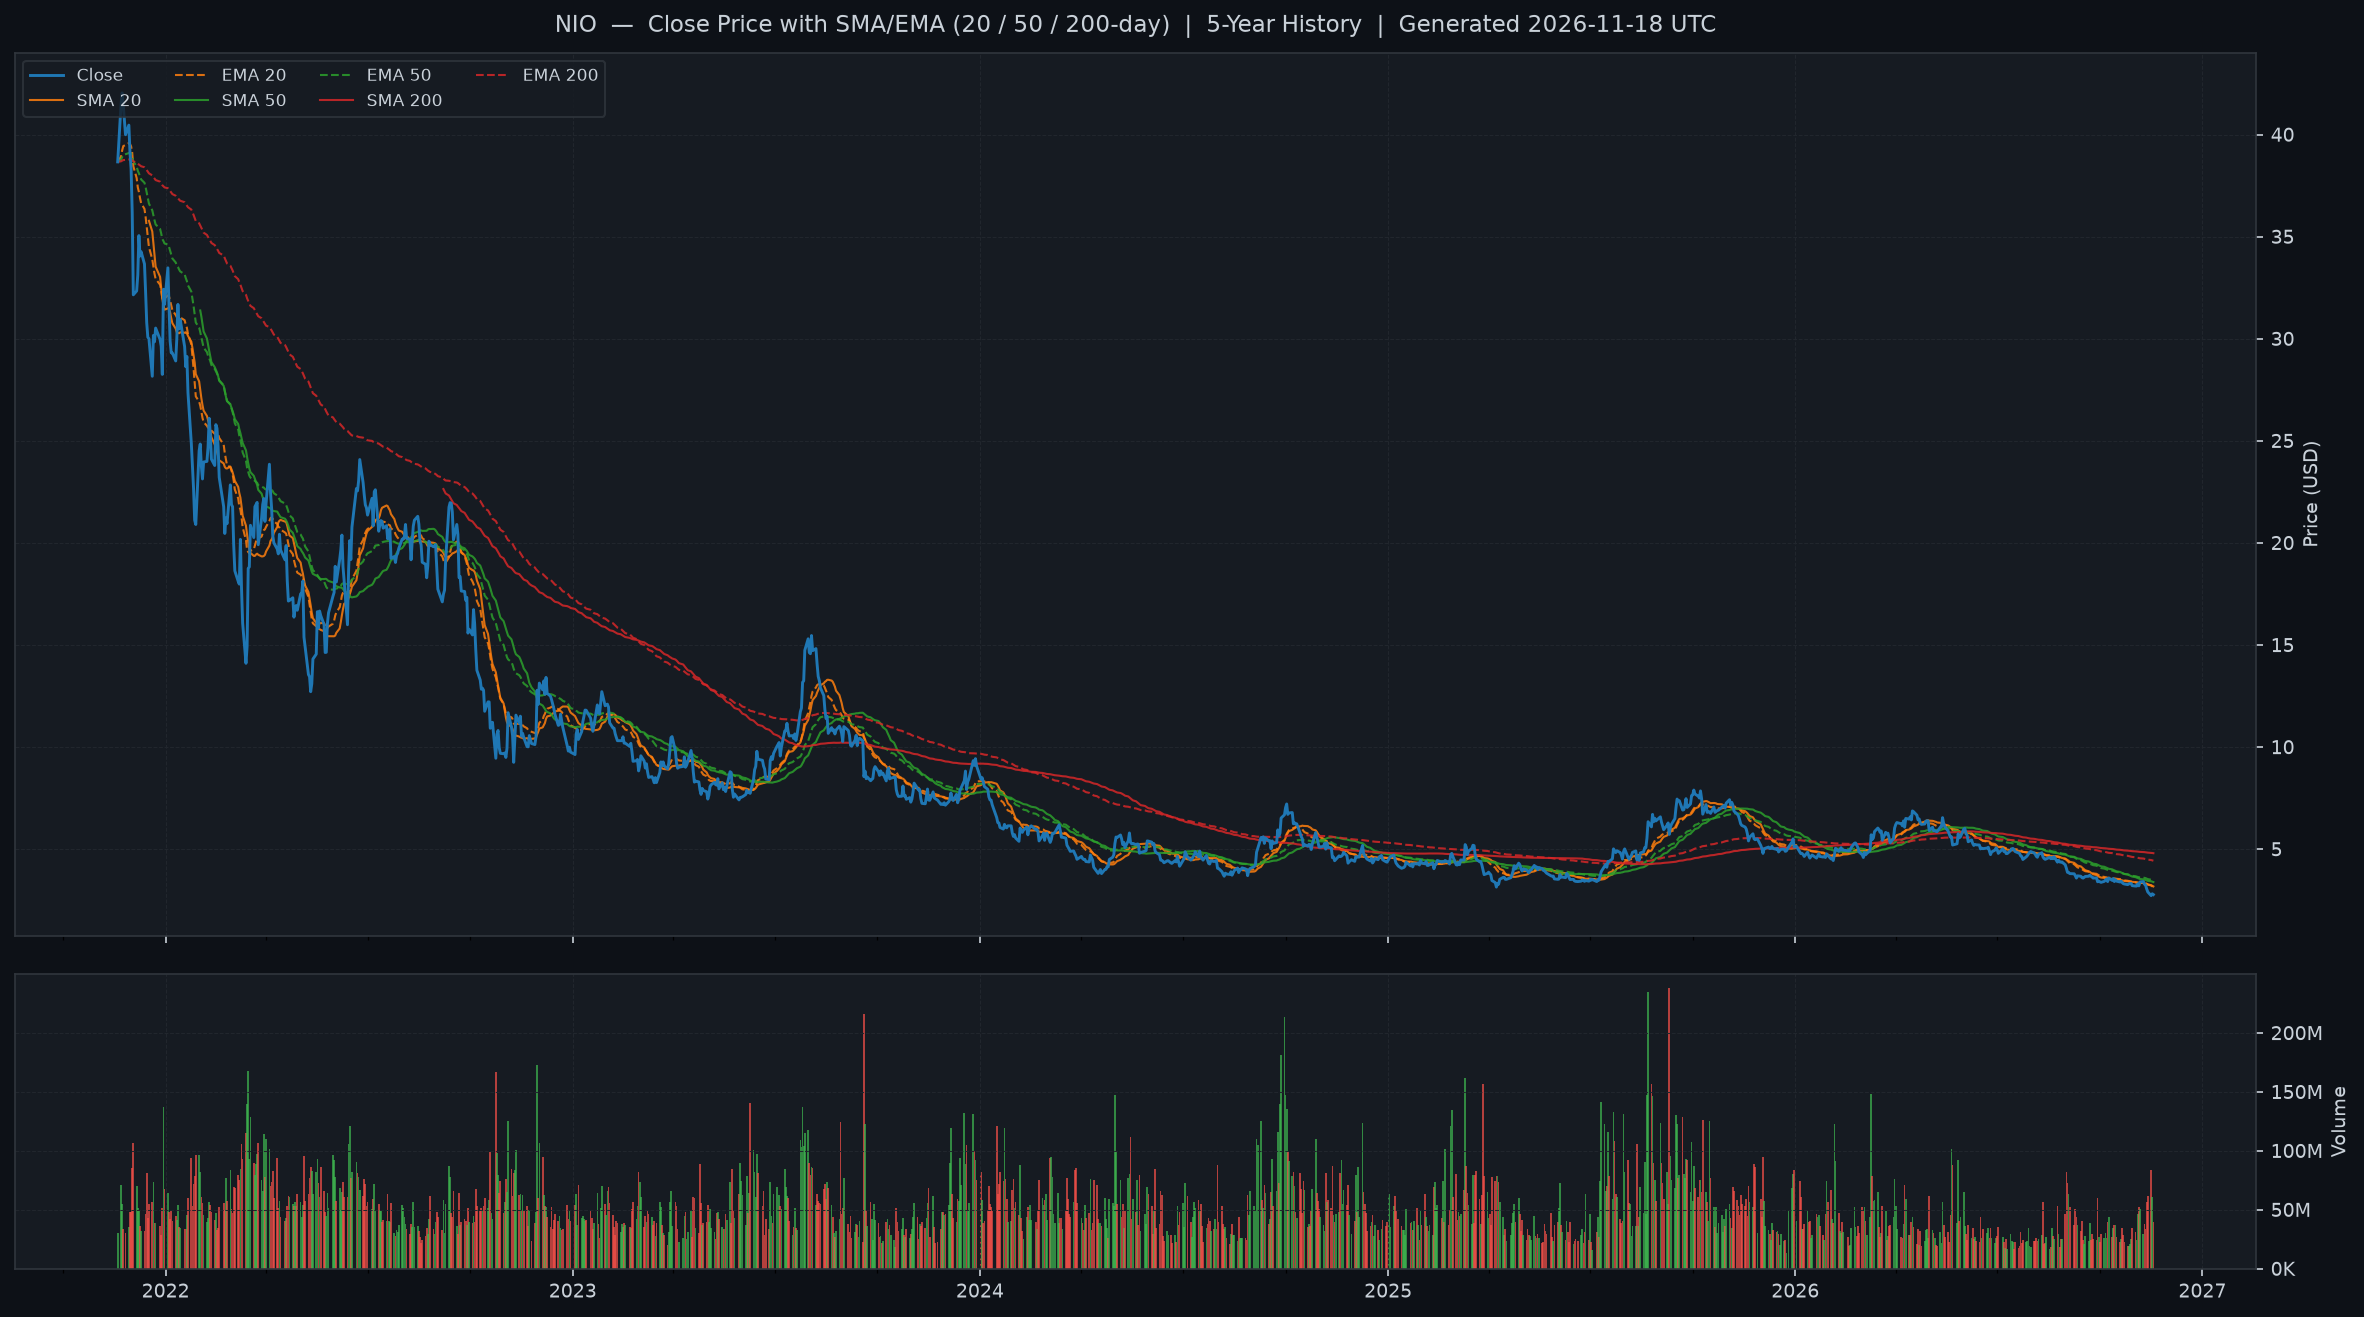 NIO — Close Price with SMA/EMA (20 / 50 / 200-day) | 5-Year History | Generated 2026-11-18 UTC
Close EMA 20 EMA 50 EMA 200
SMA 20 SMA 50 SMA 200
40
35
30
25
20
15
10
5
Price (USD)
200M
150M
100M
50M
0K
Volume
2022 2023 2024 2025 2026 2027